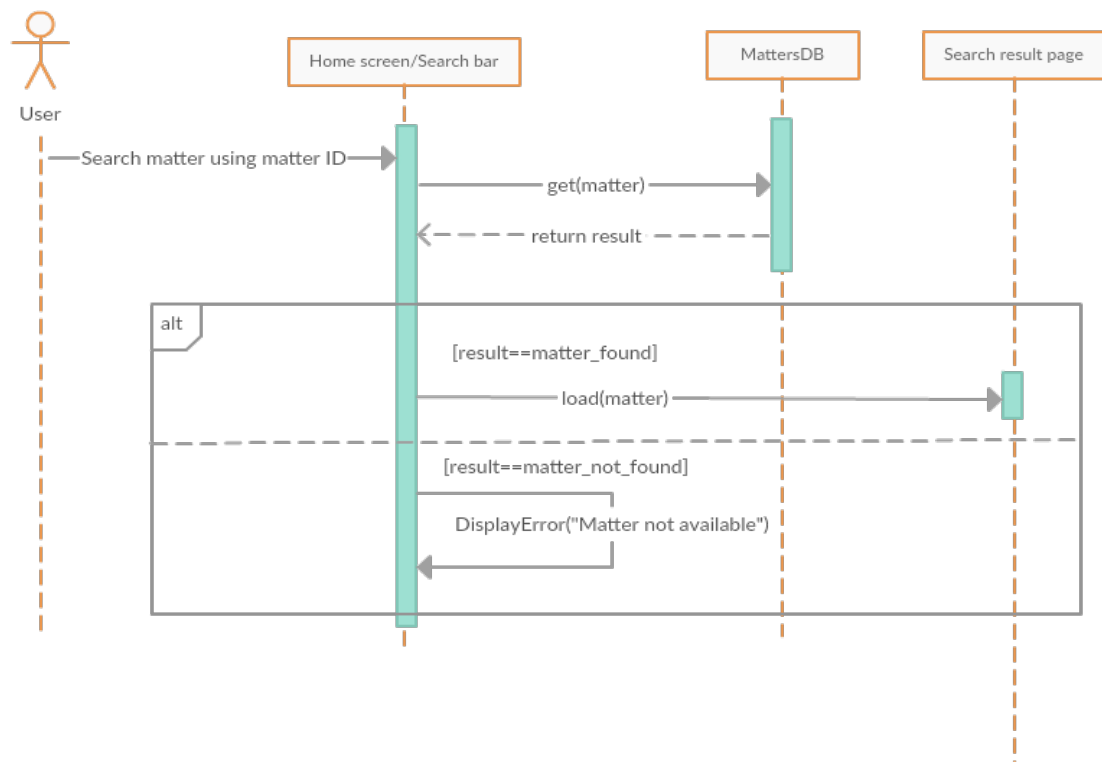 User
Home screen/Search bar
MattersDB
Search result page
Search matter using matter ID
get(matter)
return result
alt
[result==matter_found]
load(matter)
[result==matter_not_found]
DisplayError("Matter not available")